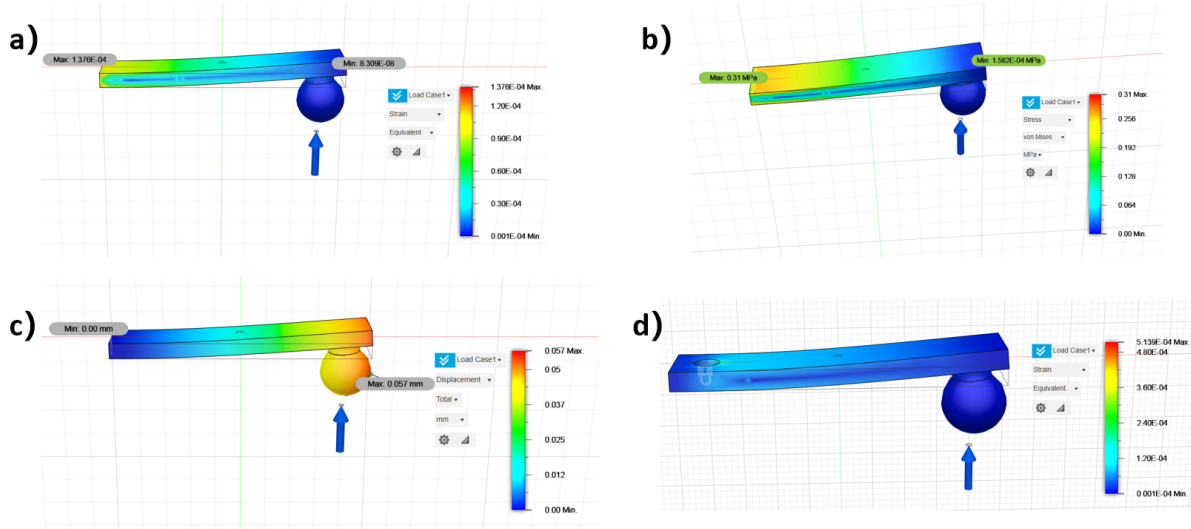 a)
Max: 1.376E-04
Min: 8.309E-08
Load Case1
Strain
Equivalent
1.376E-04 Max.
1.20E-04
0.90E-04
0.60E-04
0.30E-04
0.001E-04 Min.
b)
Max: 0.31 MPa
Min: 1.562E-04 MPa
Load Case1
Stress
von Mises
MPa
0.31 Max.
0.256
0.192
0.128
0.064
0.00 Min.
c)
Min: 0.00 mm
Max: 0.057 mm
Load Case1
Displacement
Total
mm
0.057 Max.
0.05
0.037
0.025
0.012
0.00 Min.
d)
Load Case1
Strain
Equivalent
5.139E-04 Max.
4.80E-04
3.60E-04
2.40E-04
1.20E-04
0.001E-04 Min.